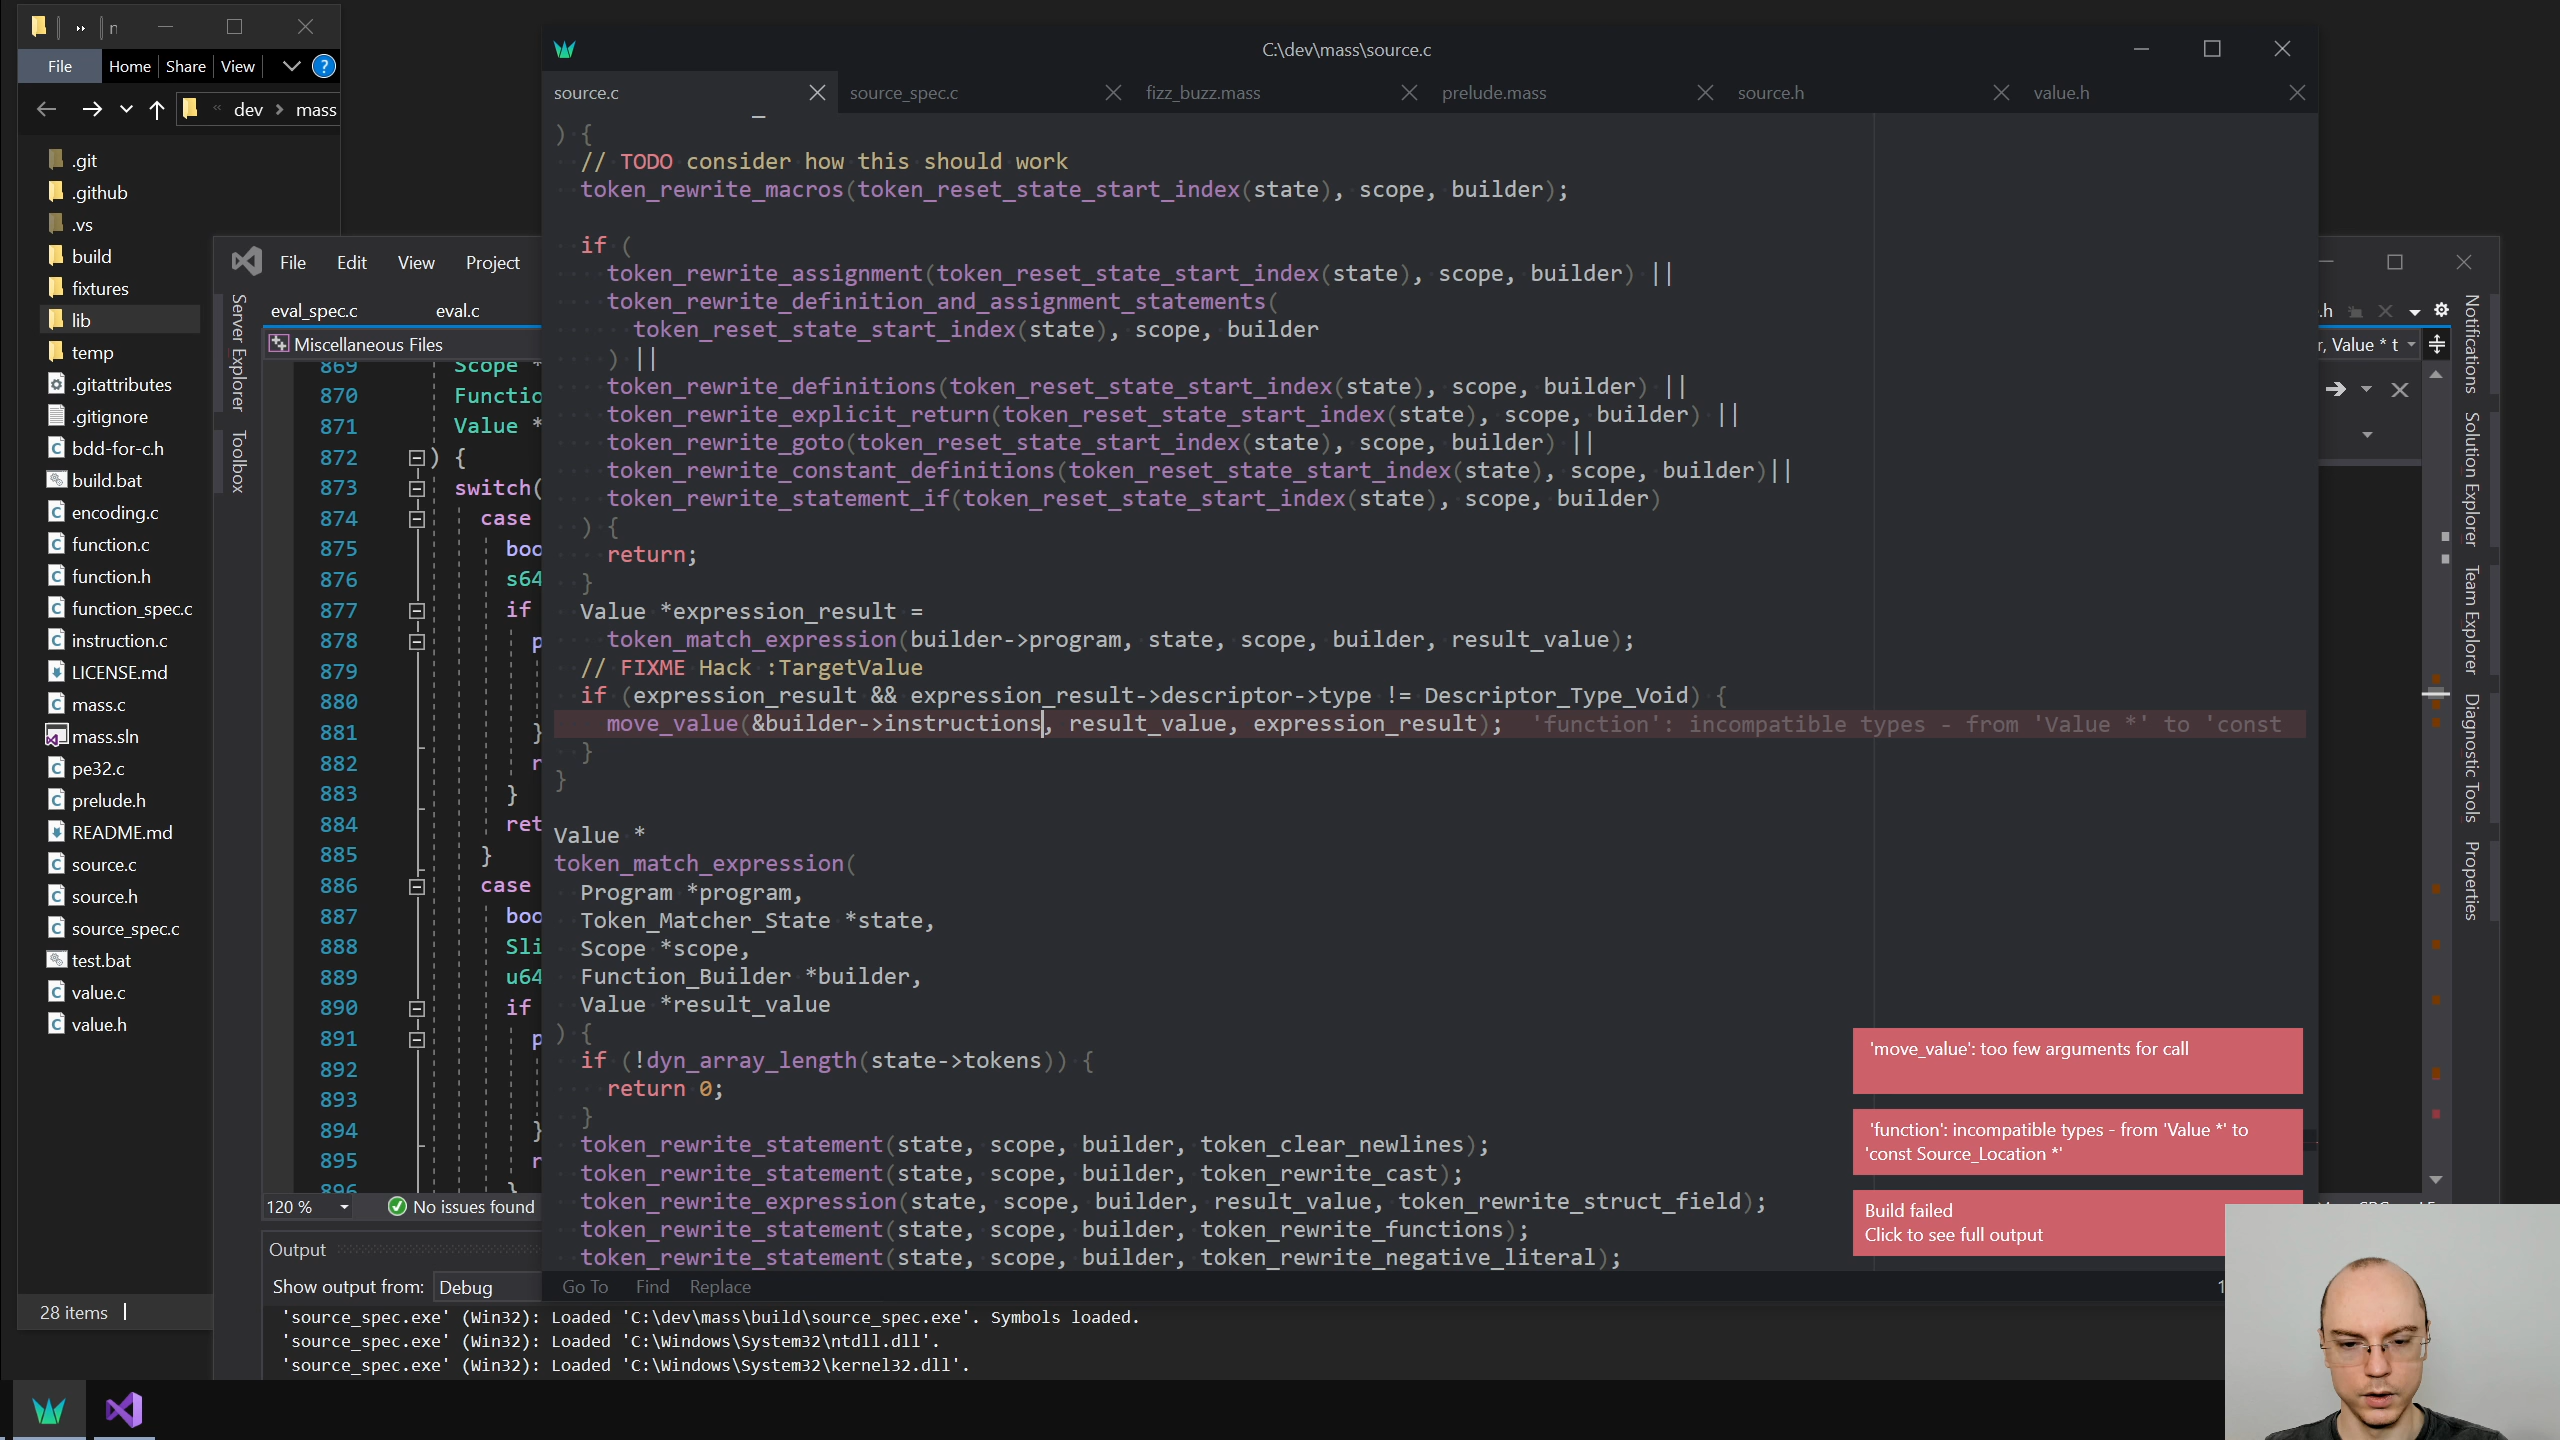 C:\dev\mass\source.c
File Home Share View
dev > mass
.git
.github
.vs
build
fixtures
lib
temp
.gitattributes
.gitignore
bdd-for-c.h
build.bat
encoding.c
function.c
function.h
function_spec.c
instruction.c
LICENSE.md
mass.c
mass.sln
pe32.c
prelude.h
README.md
source.c
source.h
source_spec.c
test.bat
value.c
value.h
28 items
File Edit View Project
Server Explorer
Toolbox
eval_spec.c eval.c
Miscellaneous Files
869 Scope *
870 Functio
871 Value *
872 ) {
873 switch(
874 case
875 boo
876 s64
877 if
878 p
879
880
881 }
882 r
883 }
884 ret
885 }
886 case
887 boo
888 Sli
889 u64
890 if
891 p
892
893
894 }
895 r
896 }
120 % No issues found
Output
Show output from: Debug
'source_spec.exe' (Win32): Loaded 'C:\dev\mass\build\source_spec.exe'. Symbols loaded.
'source_spec.exe' (Win32): Loaded 'C:\Windows\System32\ntdll.dll'.
'source_spec.exe' (Win32): Loaded 'C:\Windows\System32\kernel32.dll'.
source.c source_spec.c fizz_buzz.mass prelude.mass source.h value.h
) {
// TODO consider how this should work
token_rewrite_macros(token_reset_state_start_index(state), scope, builder);
if (
token_rewrite_assignment(token_reset_state_start_index(state), scope, builder) ||
token_rewrite_definition_and_assignment_statements(
token_reset_state_start_index(state), scope, builder
) ||
token_rewrite_definitions(token_reset_state_start_index(state), scope, builder) ||
token_rewrite_explicit_return(token_reset_state_start_index(state), scope, builder) ||
token_rewrite_goto(token_reset_state_start_index(state), scope, builder) ||
token_rewrite_constant_definitions(token_reset_state_start_index(state), scope, builder)||
token_rewrite_statement_if(token_reset_state_start_index(state), scope, builder)
) {
return;
}
Value *expression_result =
token_match_expression(builder->program, state, scope, builder, result_value);
// FIXME Hack :TargetValue
if (expression_result && expression_result->descriptor->type != Descriptor_Type_Void) {
move_value(&builder->instructions, result_value, expression_result); 'function': incompatible types - from 'Value *' to 'const
}
}
Value *
token_match_expression(
Program *program,
Token_Matcher_State *state,
Scope *scope,
Function_Builder *builder,
Value *result_value
) {
if (!dyn_array_length(state->tokens)) {
return 0;
}
token_rewrite_statement(state, scope, builder, token_clear_newlines);
token_rewrite_statement(state, scope, builder, token_rewrite_cast);
token_rewrite_expression(state, scope, builder, result_value, token_rewrite_struct_field);
token_rewrite_statement(state, scope, builder, token_rewrite_functions);
token_rewrite_statement(state, scope, builder, token_rewrite_negative_literal);
Go To Find Replace
'move_value': too few arguments for call
'function': incompatible types - from 'Value *' to
'const Source_Location *'
Build failed
Click to see full output
.h
r, Value * t
Notifications
Solution Explorer
Team Explorer
Diagnostic Tools
Properties